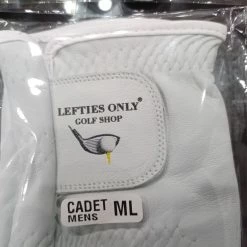 LEFTIES ONLY®
GOLF SHOP
CADET ML
MENS